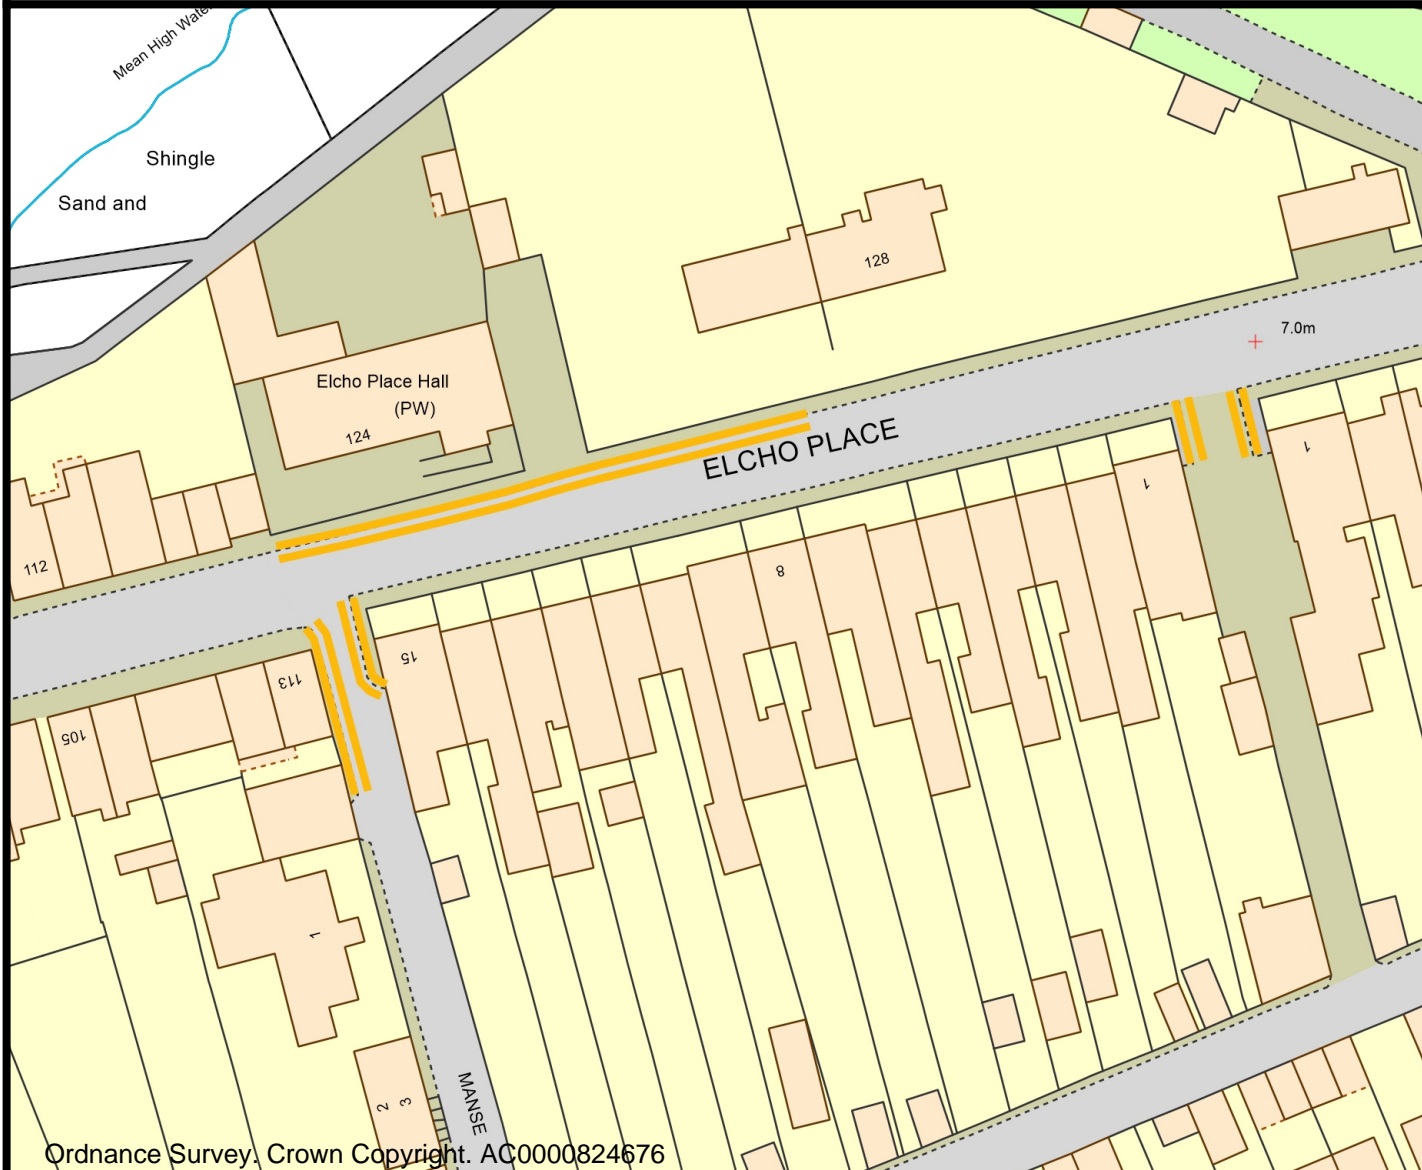 Mean High Water
Shingle
Sand and
128
7.0m
Elcho Place Hall
(PW)
124
ELCHO PLACE
112
1
1
8
15
113
105
1
2
3
MANSE
Ordnance Survey. Crown Copyright. AC0000824676